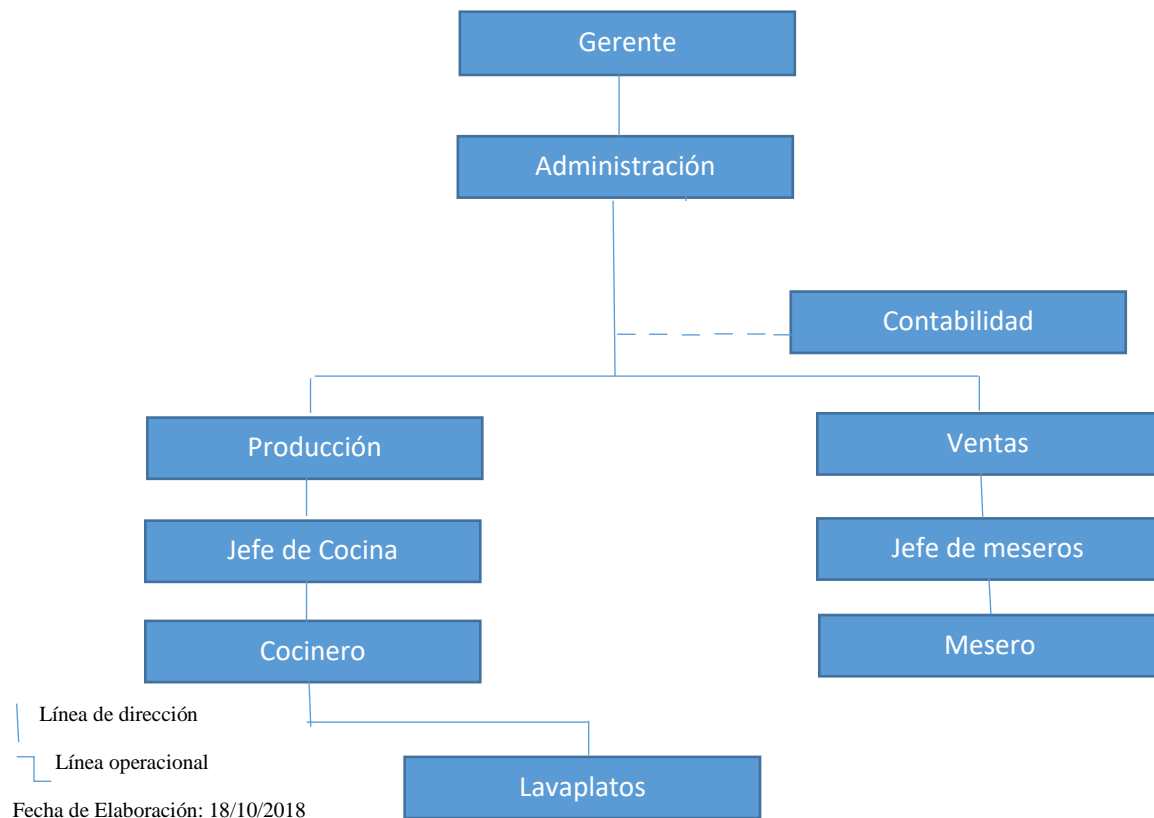 Gerente
Administración
Contabilidad
Producción
Ventas
Jefe de Cocina
Jefe de meseros
Cocinero
Mesero
Línea de dirección
Línea operacional
Lavaplatos
Fecha de Elaboración: 18/10/2018